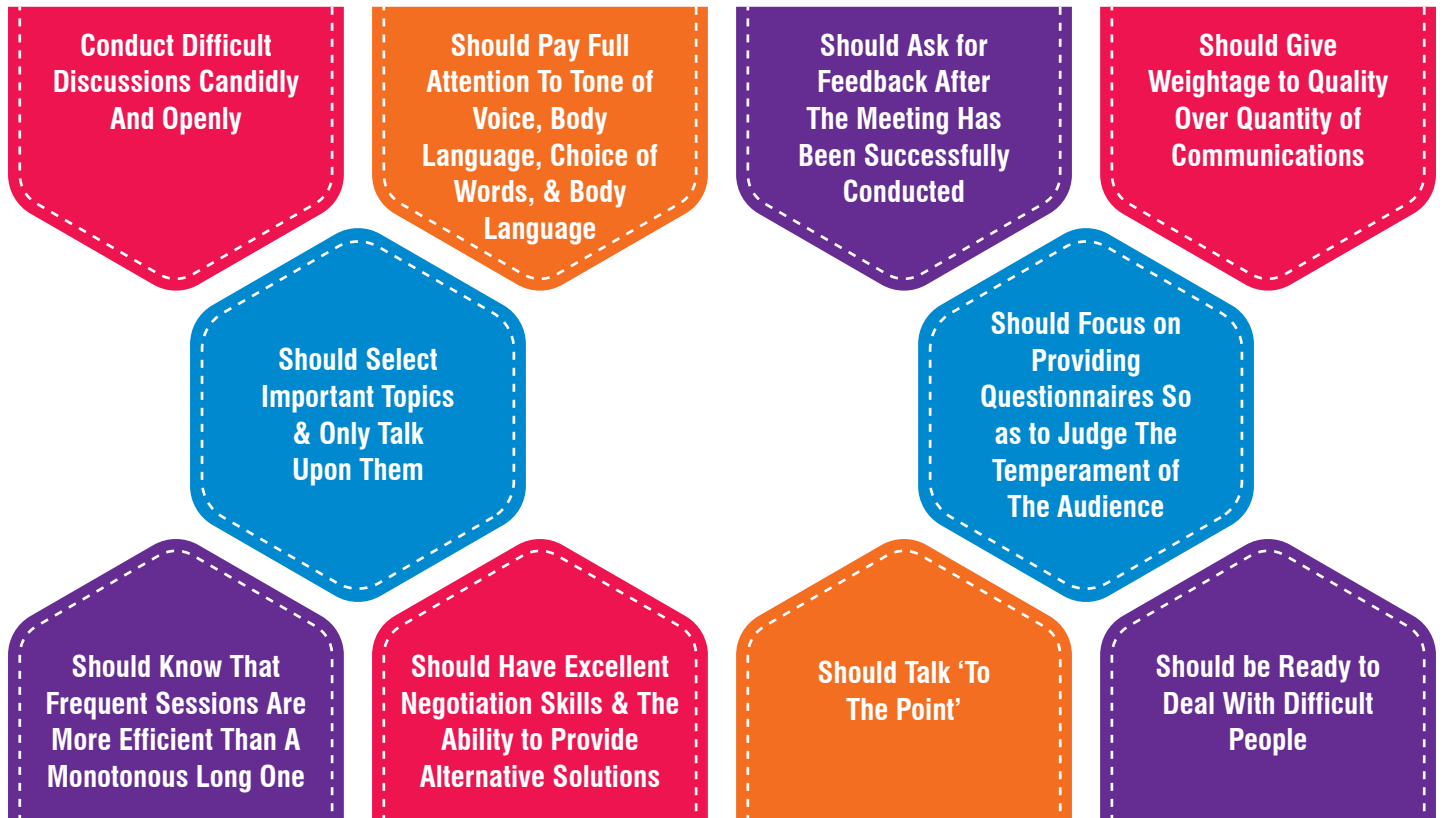 Conduct Difficult
Discussions Candidly
And Openly
Should Pay Full
Attention To Tone of
Voice, Body
Language, Choice of
Words, & Body
Language
Should Ask for
Feedback After
The Meeting Has
Been Successfully
Conducted
Should Give
Weightage to Quality
Over Quantity of
Communications
Should Select
Important Topics
& Only Talk
Upon Them
Should Focus on
Providing
Questionnaires So
as to Judge The
Temperament of
The Audience
Should Know That
Frequent Sessions Are
More Efficient Than A
Monotonous Long One
Should Have Excellent
Negotiation Skills & The
Ability to Provide
Alternative Solutions
Should Talk ‘To
The Point’
Should be Ready to
Deal With Difficult
People